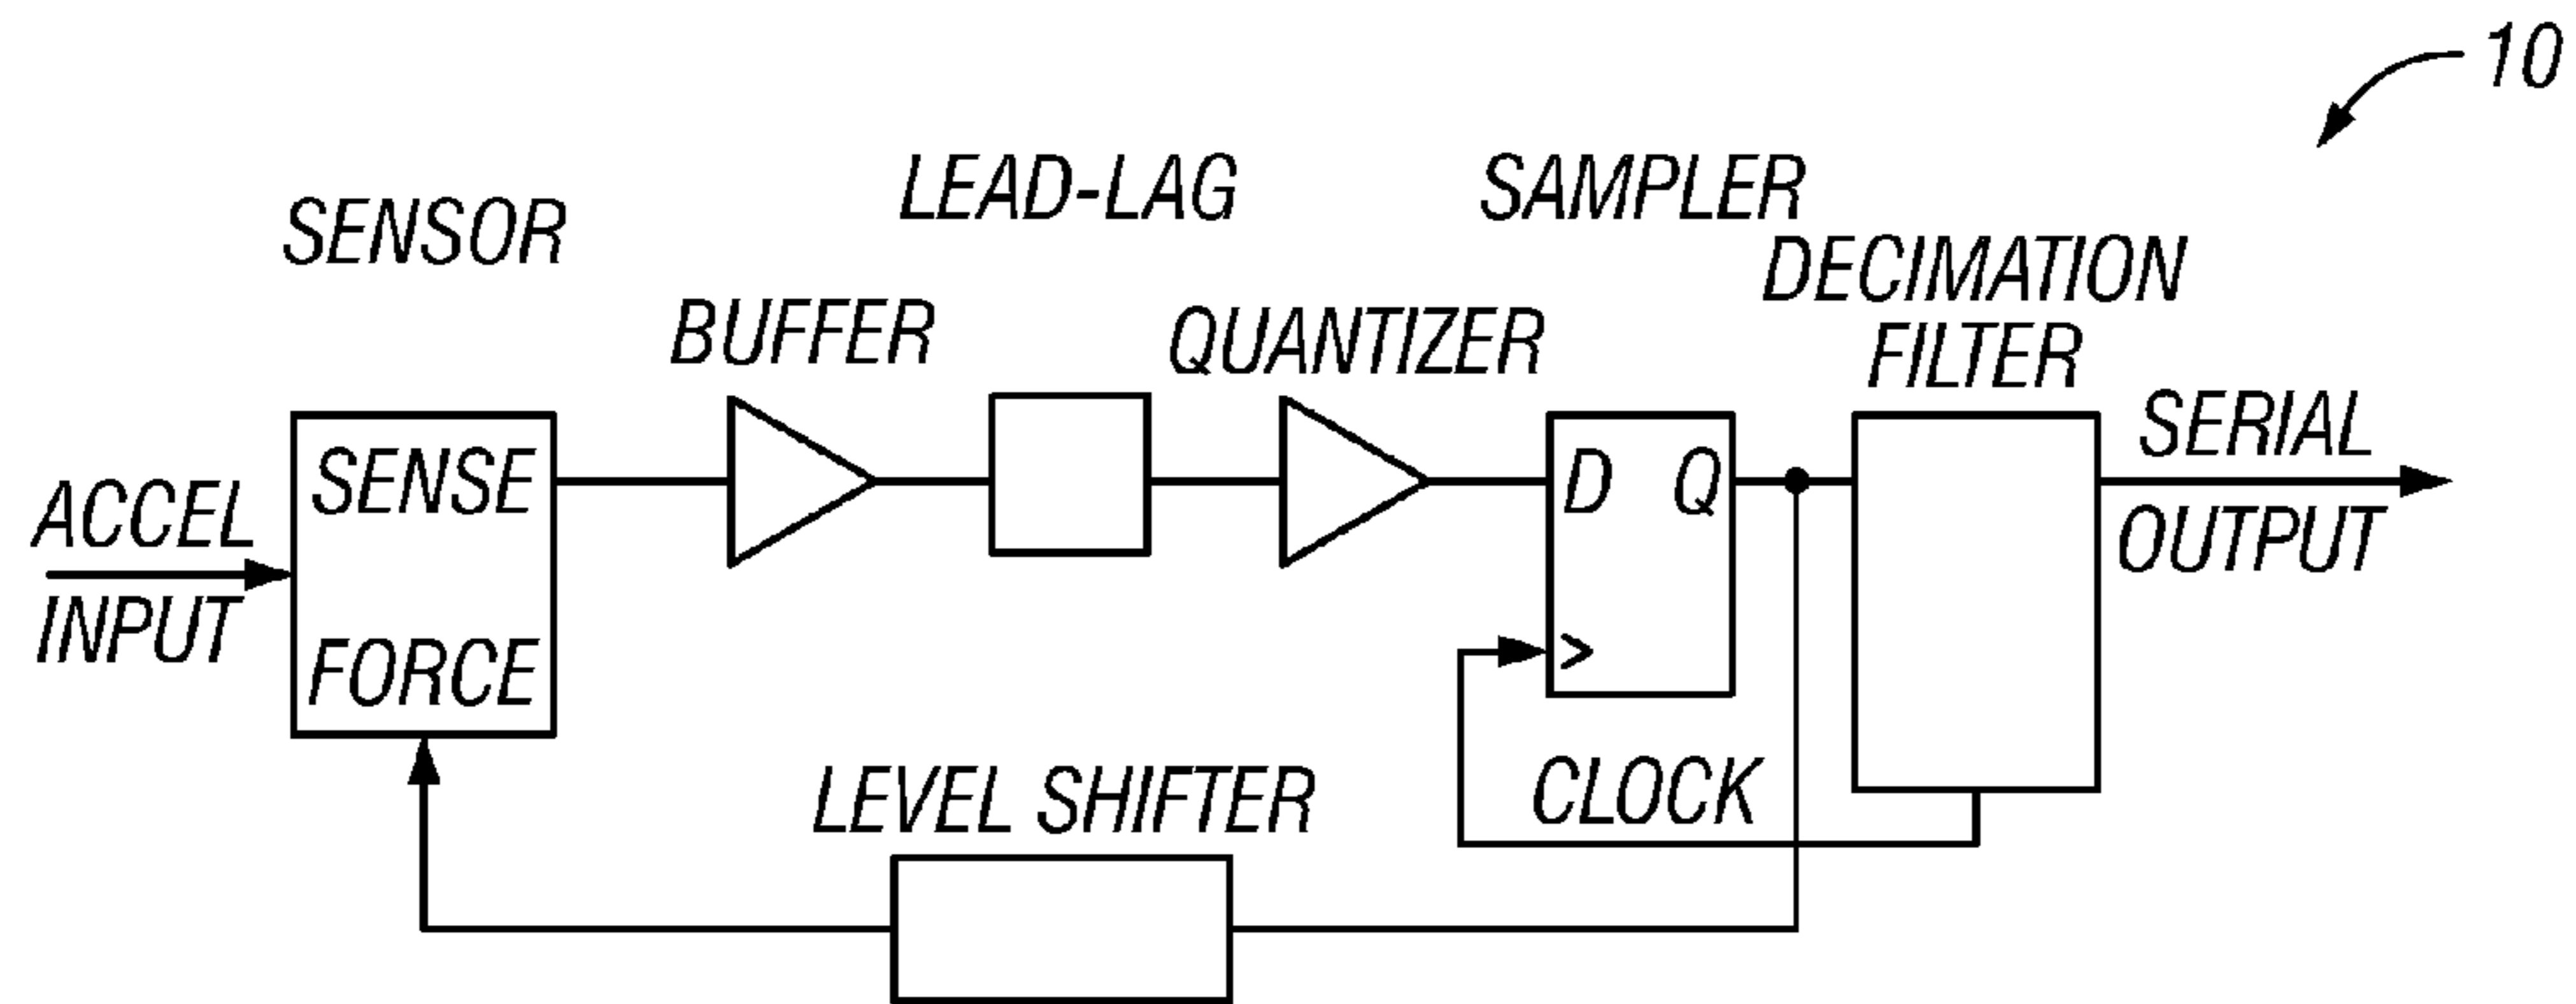 10
LEAD-LAG
SAMPLER
SENSOR
DECIMATION
FILTER
BUFFER
QUANTIZER
SERIAL
OUTPUT
ACCEL
INPUT
SENSE
FORCE
D Q
>
CLOCK
LEVEL SHIFTER